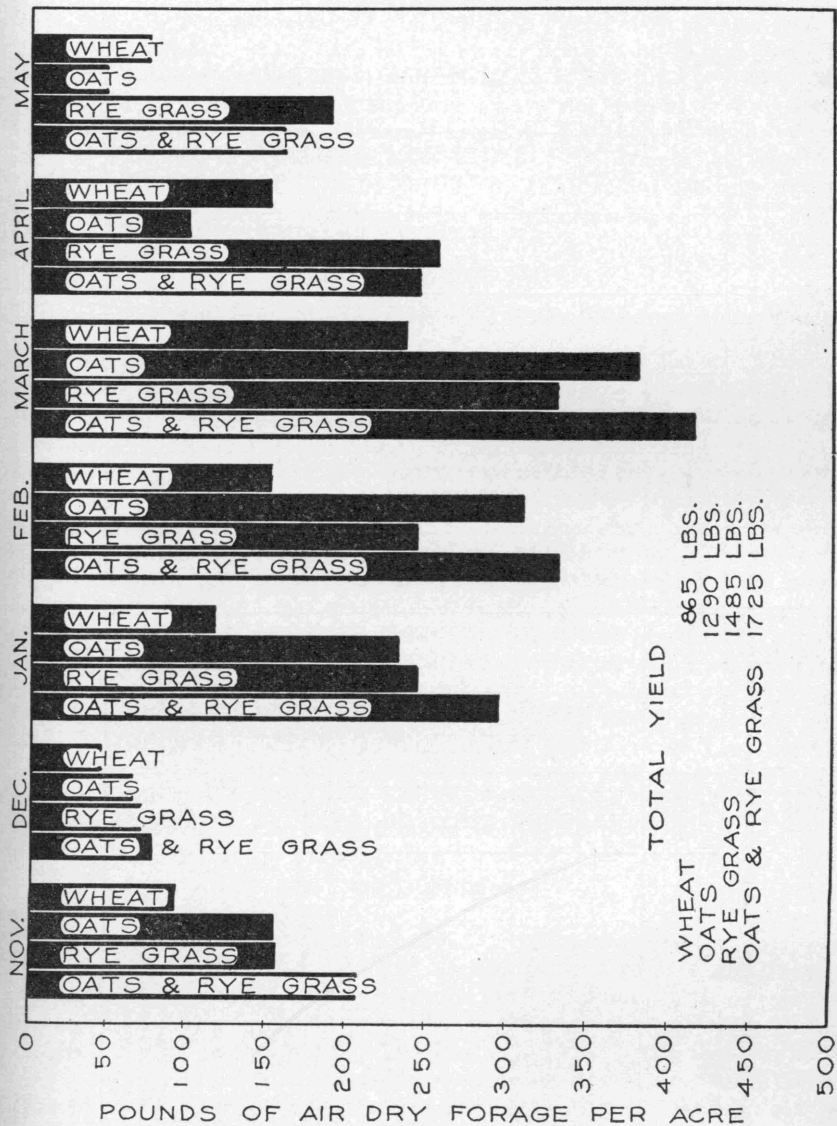 MAY
WHEAT
OATS
RYE GRASS
OATS & RYE GRASS
APRIL
WHEAT
OATS
RYE GRASS
OATS & RYE GRASS
MARCH
WHEAT
OATS
RYE GRASS
OATS & RYE GRASS
FEB.
WHEAT
OATS
RYE GRASS
OATS & RYE GRASS
JAN.
WHEAT
OATS
RYE GRASS
OATS & RYE GRASS
DEC.
WHEAT
OATS
RYE GRASS
OATS & RYE GRASS
NOV.
WHEAT
OATS
RYE GRASS
OATS & RYE GRASS
TOTAL YIELD
WHEAT 865 LBS.
OATS 1290 LBS.
RYE GRASS 1485 LBS.
OATS & RYE GRASS 1725 LBS.
0 50 100 150 200 250 300 350 400 450 500
POUNDS OF AIR DRY FORAGE PER ACRE